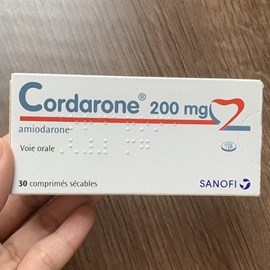 Cordarone® 200 mg
amiodarone
Voie orale
30 comprimés sécables
SANOFI